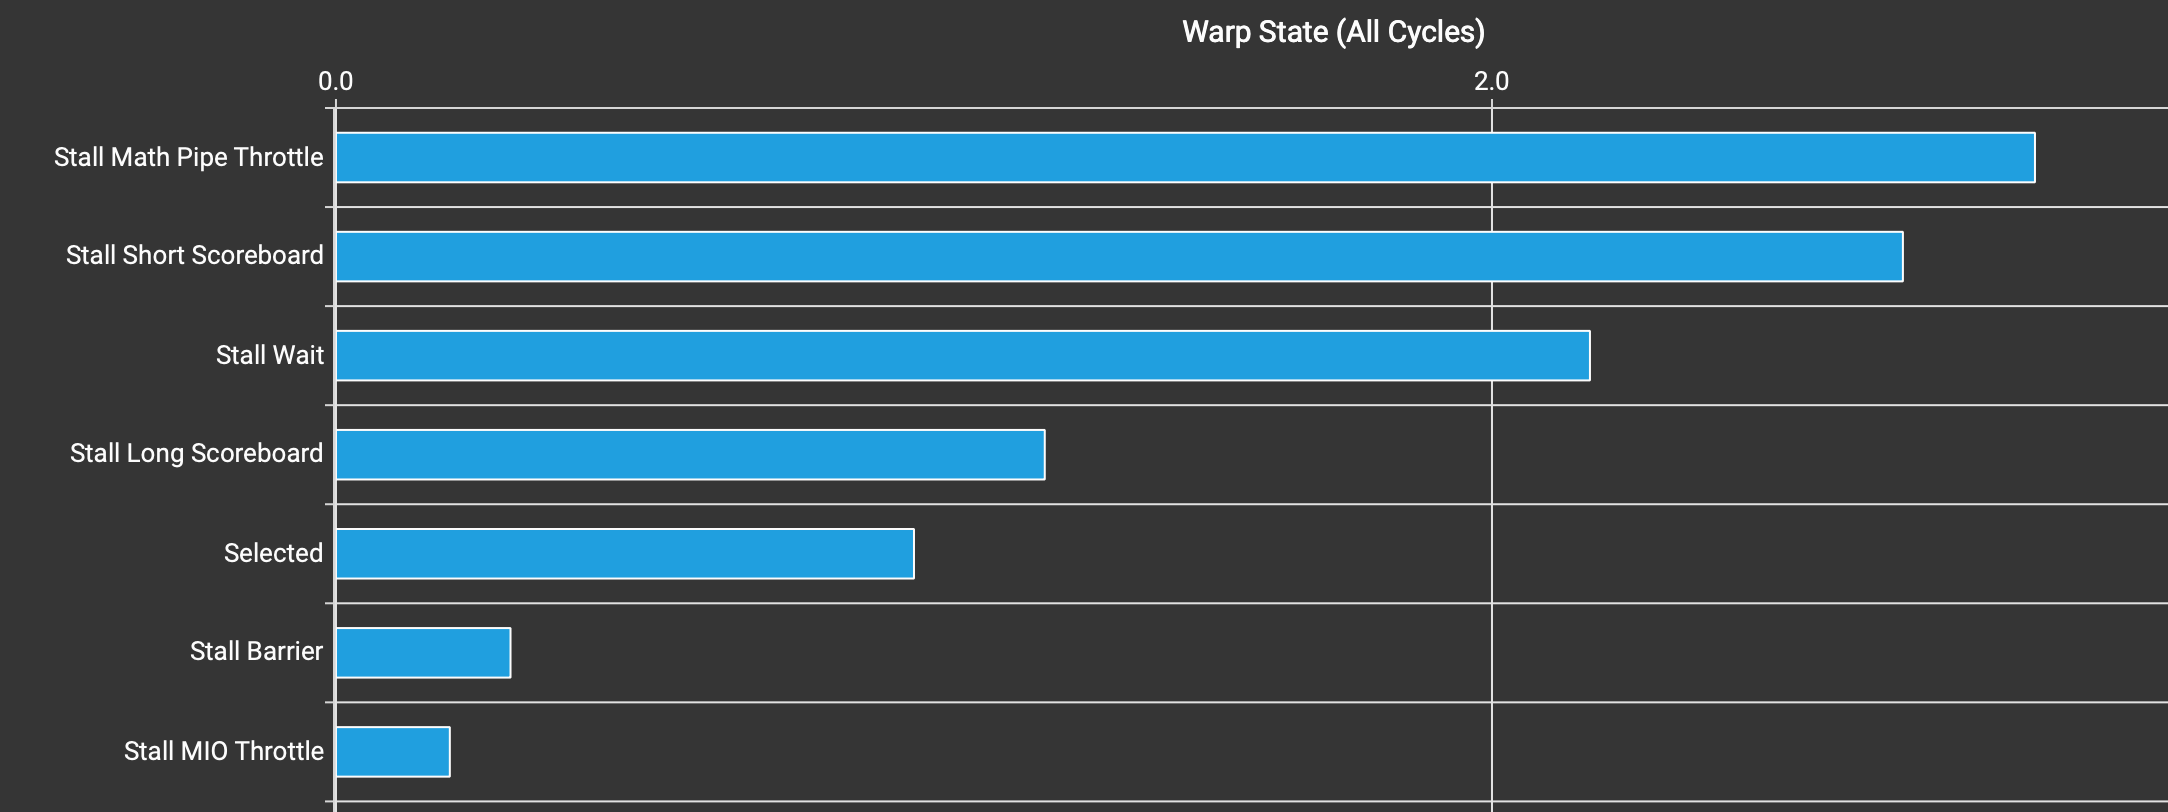 Warp State (All Cycles)
0.0 2.0
Stall Math Pipe Throttle
Stall Short Scoreboard
Stall Wait
Stall Long Scoreboard
Selected
Stall Barrier
Stall MIO Throttle